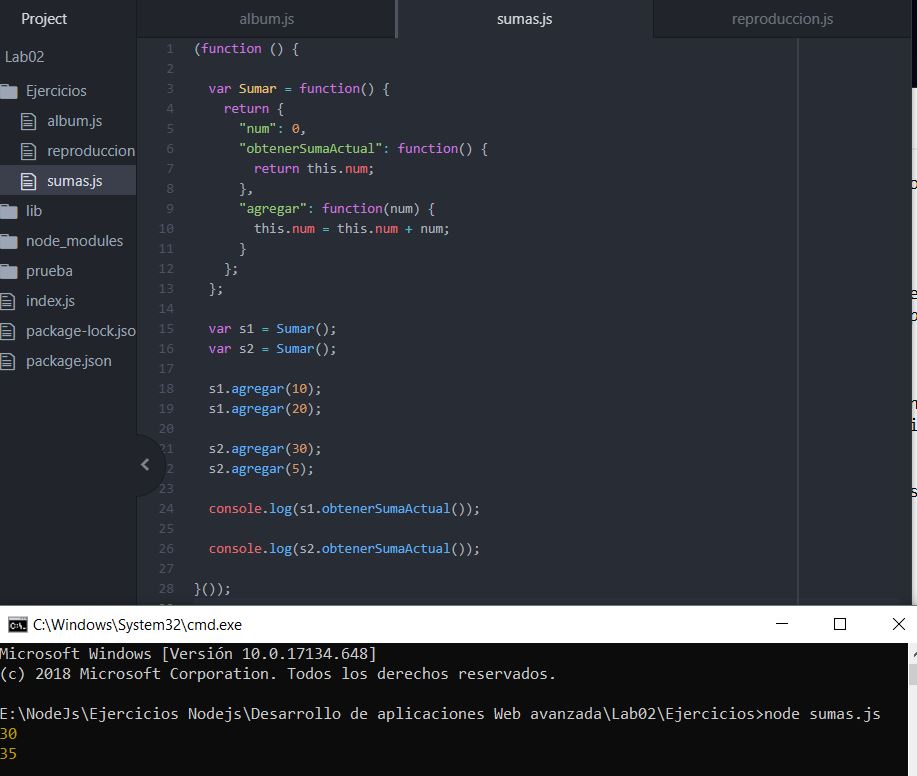 Project
album.js
sumas.js
reproduccion.js
Lab02
Ejercicios
album.js
reproduccion
sumas.js
lib
node_modules
prueba
index.js
package-lock.jso
package.json
1 (function () {
2
3 var Sumar = function() {
4 return {
5 "num": 0,
6 "obtenerSumaActual": function() {
7 return this.num;
8 },
9 "agregar": function(num) {
10 this.num = this.num + num;
11 }
12 };
13 };
14
15 var s1 = Sumar();
16 var s2 = Sumar();
17
18 s1.agregar(10);
19 s1.agregar(20);
20
21 s2.agregar(30);
2 s2.agregar(5);
23
24 console.log(s1.obtenerSumaActual());
25
26 console.log(s2.obtenerSumaActual());
27
28 }());
C:\Windows\System32\cmd.exe
Microsoft Windows [Versión 10.0.17134.648]
(c) 2018 Microsoft Corporation. Todos los derechos reservados.
E:\NodeJs\Ejercicios Nodejs\Desarrollo de aplicaciones Web avanzada\Lab02\Ejercicios>node sumas.js
30
35